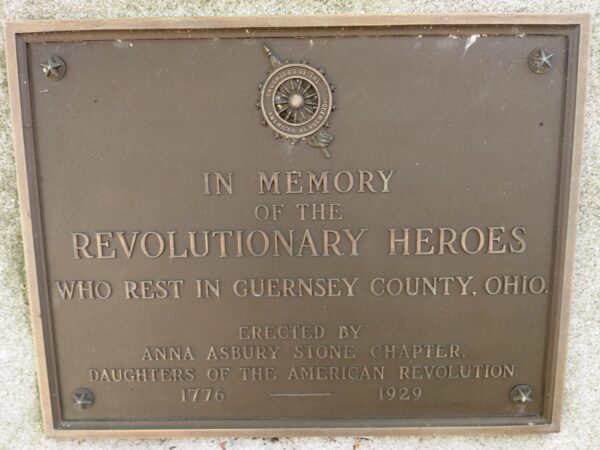 DAUGHTERS OF THE
AMERICAN REVOLUTION
IN MEMORY
OF THE
REVOLUTIONARY HEROES
WHO REST IN GUERNSEY COUNTY, OHIO.
ERECTED BY
ANNA ASBURY STONE CHAPTER,
DAUGHTERS OF THE AMERICAN REVOLUTION.
1776 — 1929